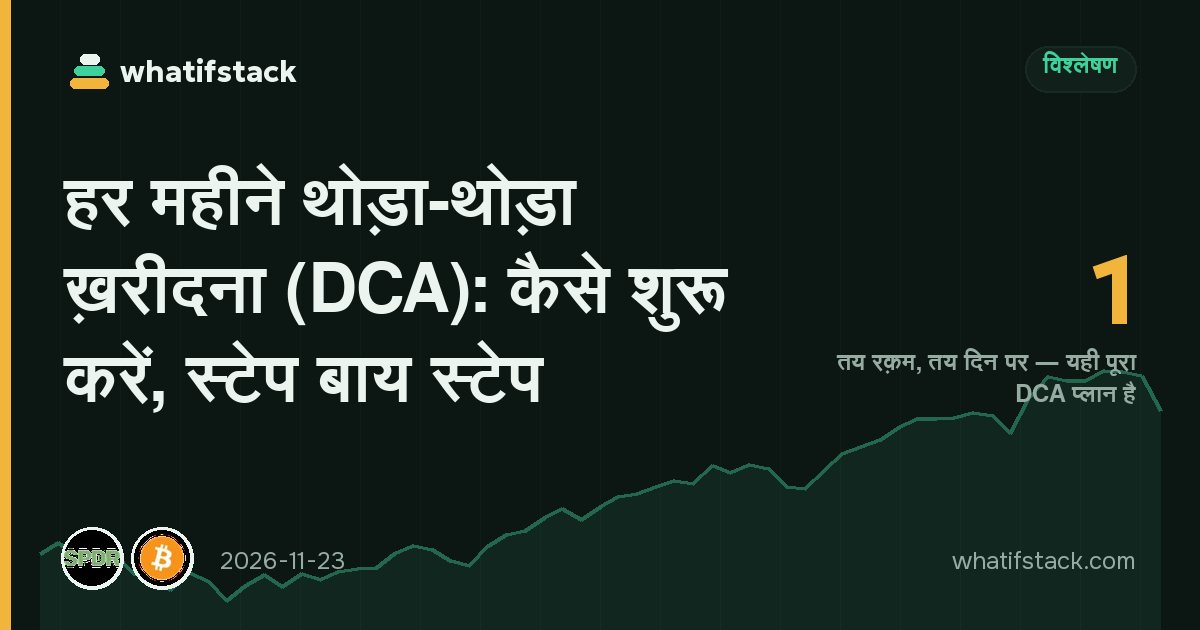 whatifstack
विश्लेषण
हर महीने थोड़ा-थोड़ा
ख़रीदना (DCA): कैसे शुरू
करें, स्टेप बाय स्टेप
1
तय रक़म, तय दिन पर — यही पूरा
DCA प्लान है
SPDR
2026-11-23
whatifstack.com